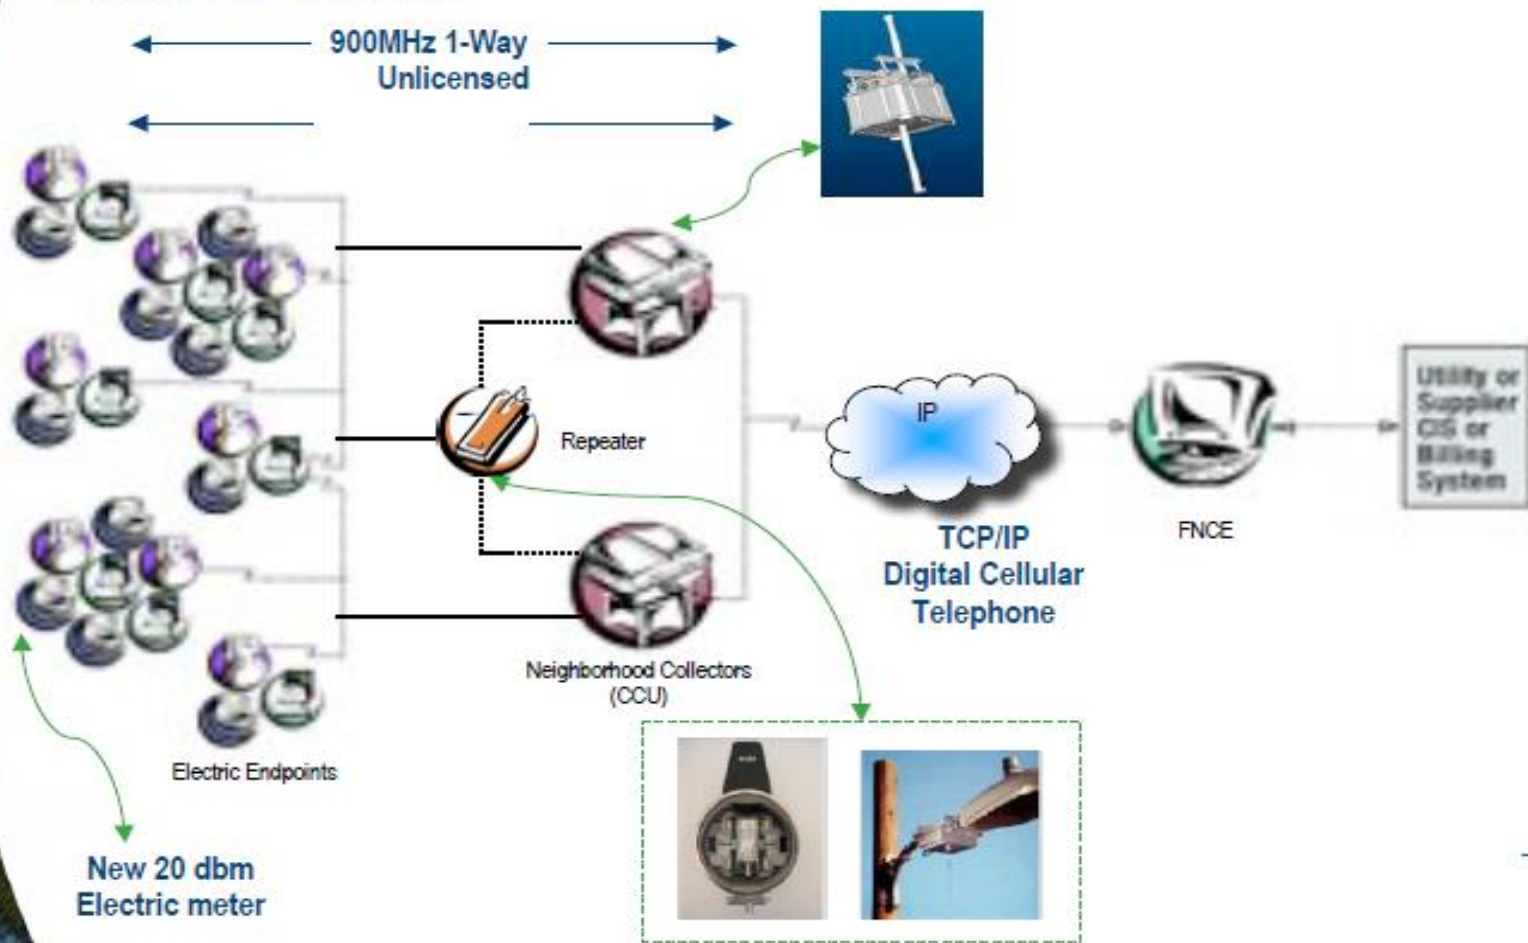 900MHz 1-Way
Unlicensed
IP
Repeater
Utility or
Supplier
CIS or
Billing
System
TCP/IP
Digital Cellular
Telephone
FNCE
Neighborhood Collectors
(CCU)
Electric Endpoints
New 20 dbm
Electric meter